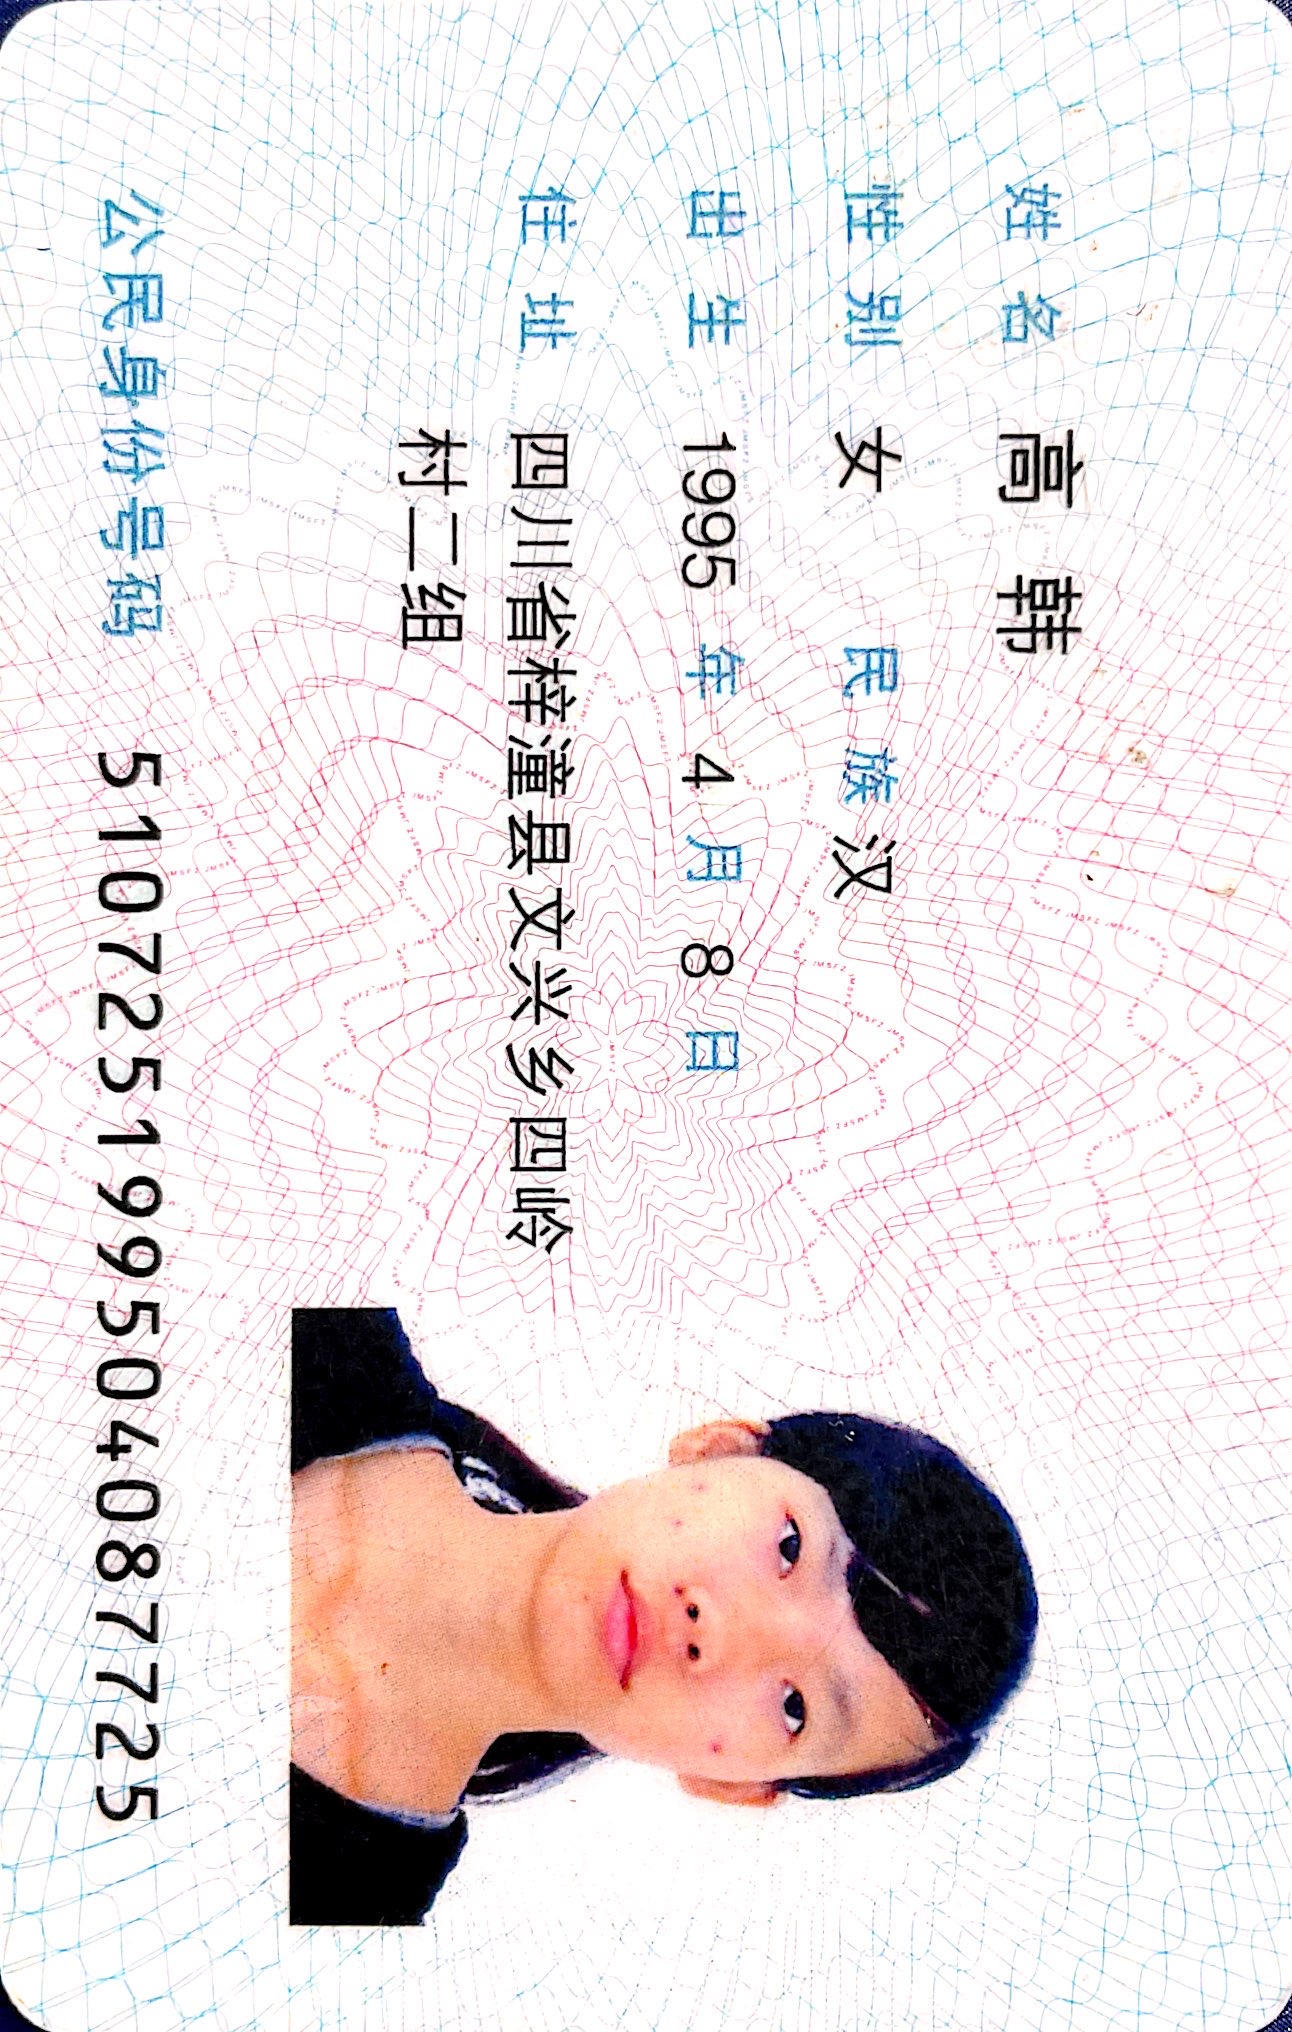 姓名 高韩
性别 女 民族 汉
出生 1995 年 4 月 8 日
住址 四川省梓潼县文兴乡四岭
村二组
公民身份号码 510725199504087725